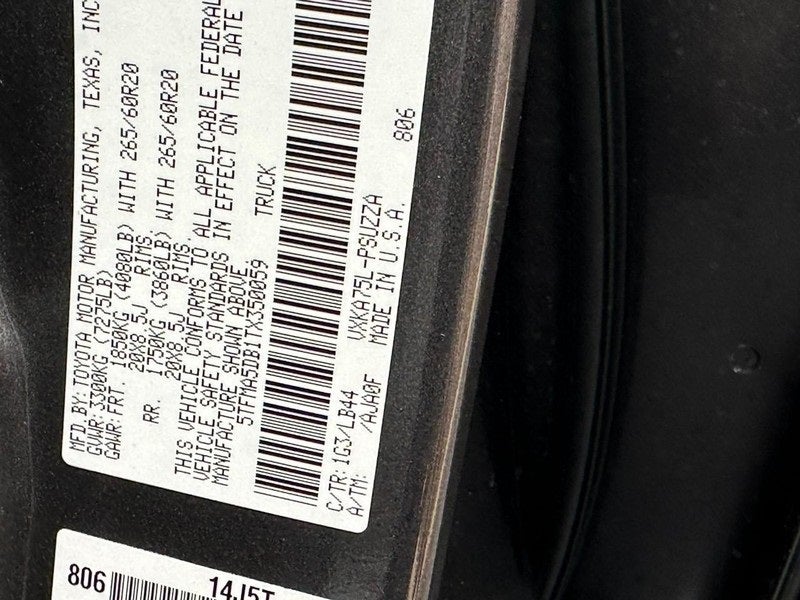 MFD.BY: TOYOTA MOTOR MANUFACTURING, TEXAS, INC
GVWR: 3300KG (7275LB)
GAWR: FRT. 1850KG (4080LB) WITH 265/60R20
20X8.5J RIMS.
RR. 1750KG (3860LB) WITH 265/60R20
20X8.5J RIMS.
THIS VEHICLE CONFORMS TO ALL APPLICABLE FEDERAL
VEHICLE SAFETY STANDARDS IN EFFECT ON THE DATE
MANUFACTURE SHOWN ABOVE.
5TFMA5DB1TX350059 TRUCK
C/TR: 1G3/LB44 VXKA75L-PSUZZA
A/TM: /AJA0F MADE IN U.S.A. 806
806 14J5T